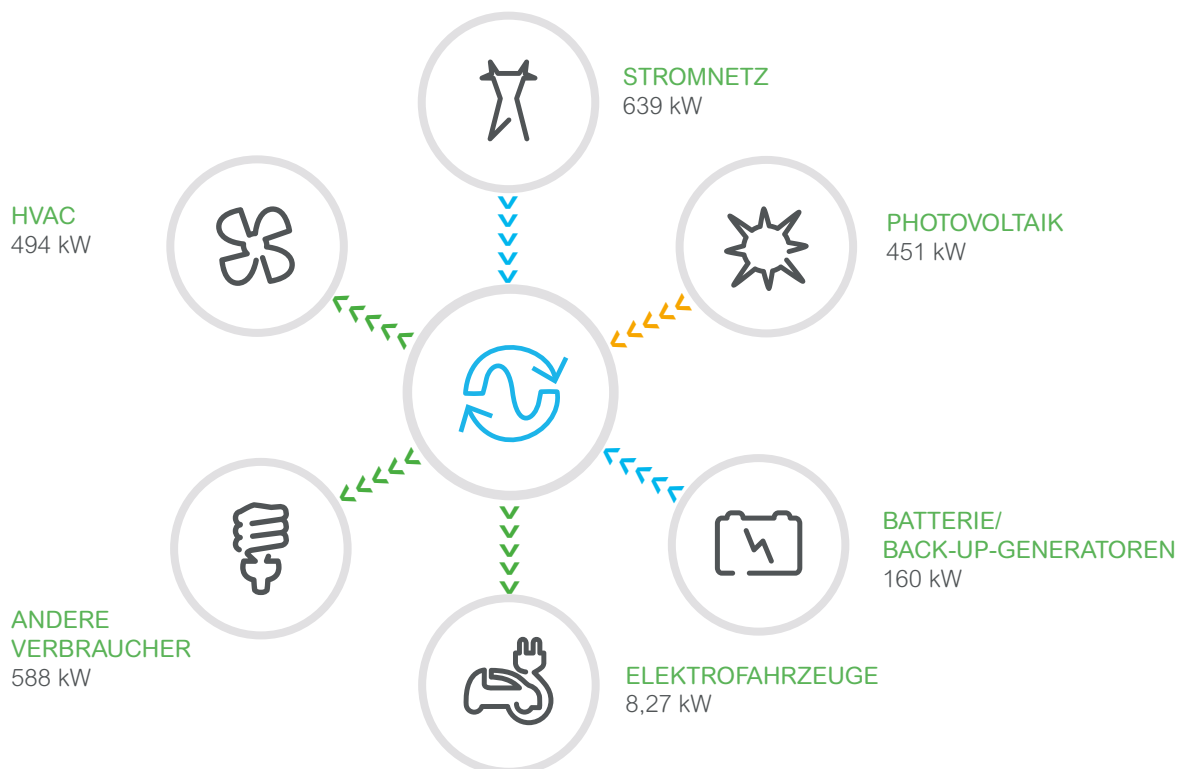 STROMNETZ
639 kW
HVAC
494 kW
PHOTOVOLTAIK
451 kW
BATTERIE/
BACK-UP-GENERATOREN
160 kW
ANDERE
VERBRAUCHER
588 kW
ELEKTROFAHRZEUGE
8,27 kW